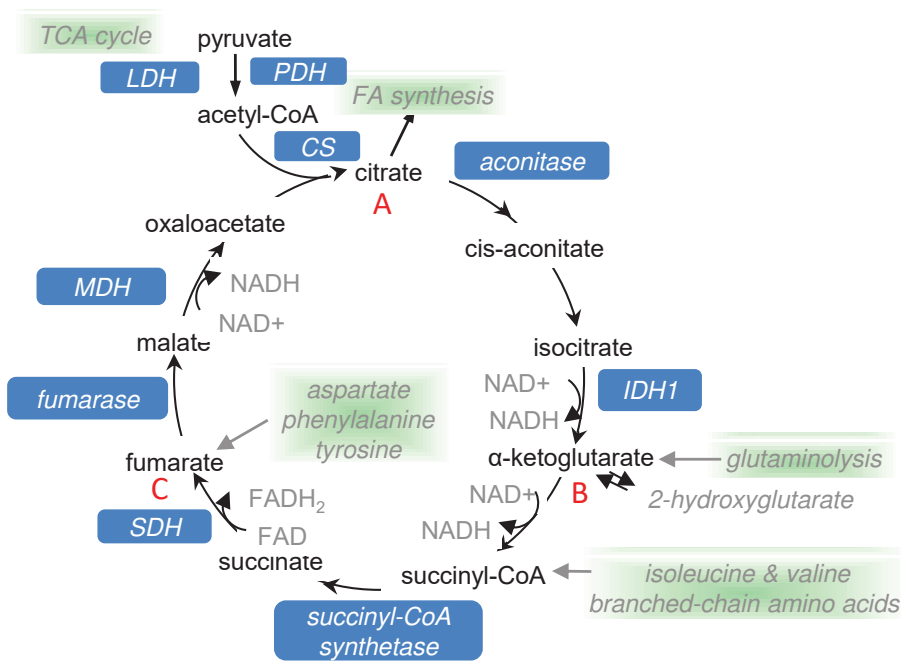 TCA cycle
pyruvate
LDH
PDH
acetyl-CoA
FA synthesis
CS
citrate
A
aconitase
cis-aconitate
isocitrate
NAD+
NADH
IDH1
α-ketoglutarate
B
glutaminolysis
2-hydroxyglutarate
NAD+
NADH
succinyl-CoA
isoleucine & valine
branched-chain amino acids
succinyl-CoA
synthetase
succinate
FADH₂
FAD
SDH
fumarate
C
aspartate
phenylalanine
tyrosine
fumarase
malate
MDH
NADH
NAD+
oxaloacetate